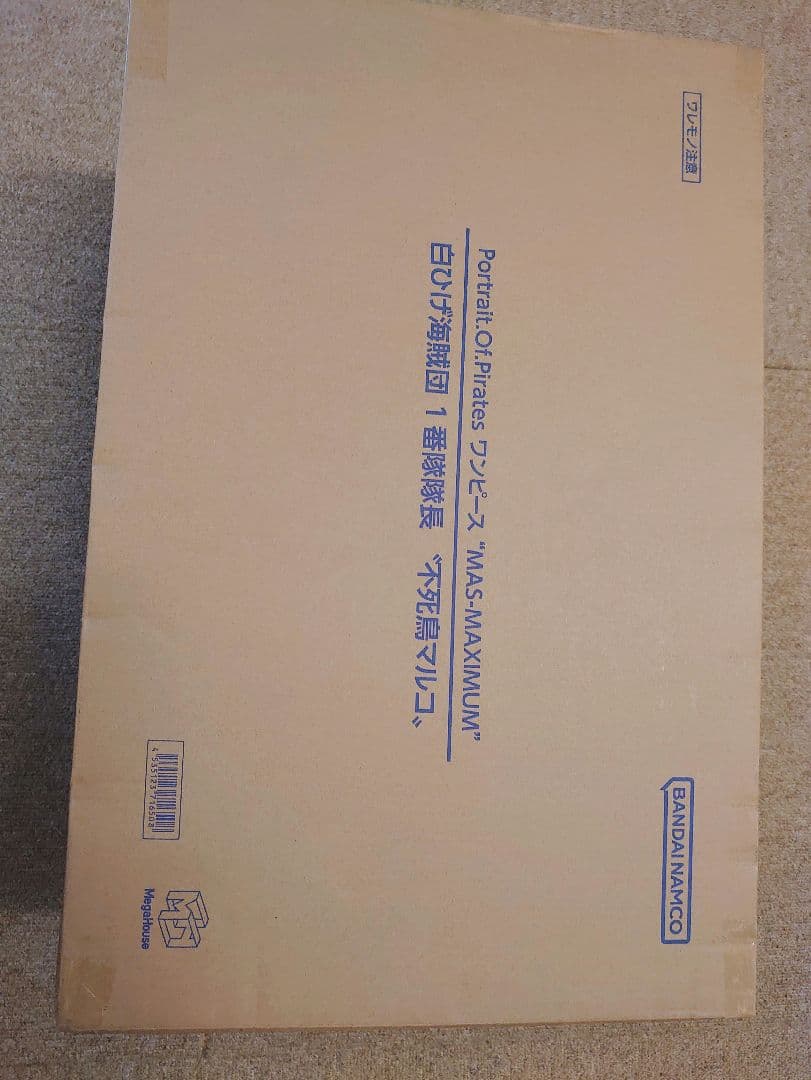 ワレモノ注意
Portrait.Of.Pirates ワンピース “MAS-MAXIMUM”
白ひげ海賊団 1番隊隊長 〝不死鳥マルコ〟
BANDAI NAMCO
4535123716508
MegaHouse